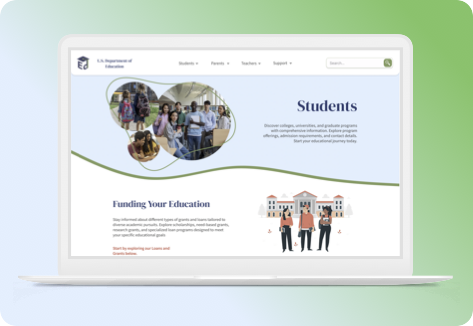 U.S. Department of
Education
Students
Parents
Teachers
Support
Search...
Students
Discover colleges, universities, and graduate programs
with comprehensive information. Explore program
offerings, admission requirements, and contact details.
Start your educational journey today.
Funding Your Education
Stay informed about different types of grants and loans tailored to
diverse academic pursuits. Explore scholarships, need-based grants,
research grants, and specialized loan programs designed to meet
your specific educational goals.
Start by exploring our Loans and
Grants below.